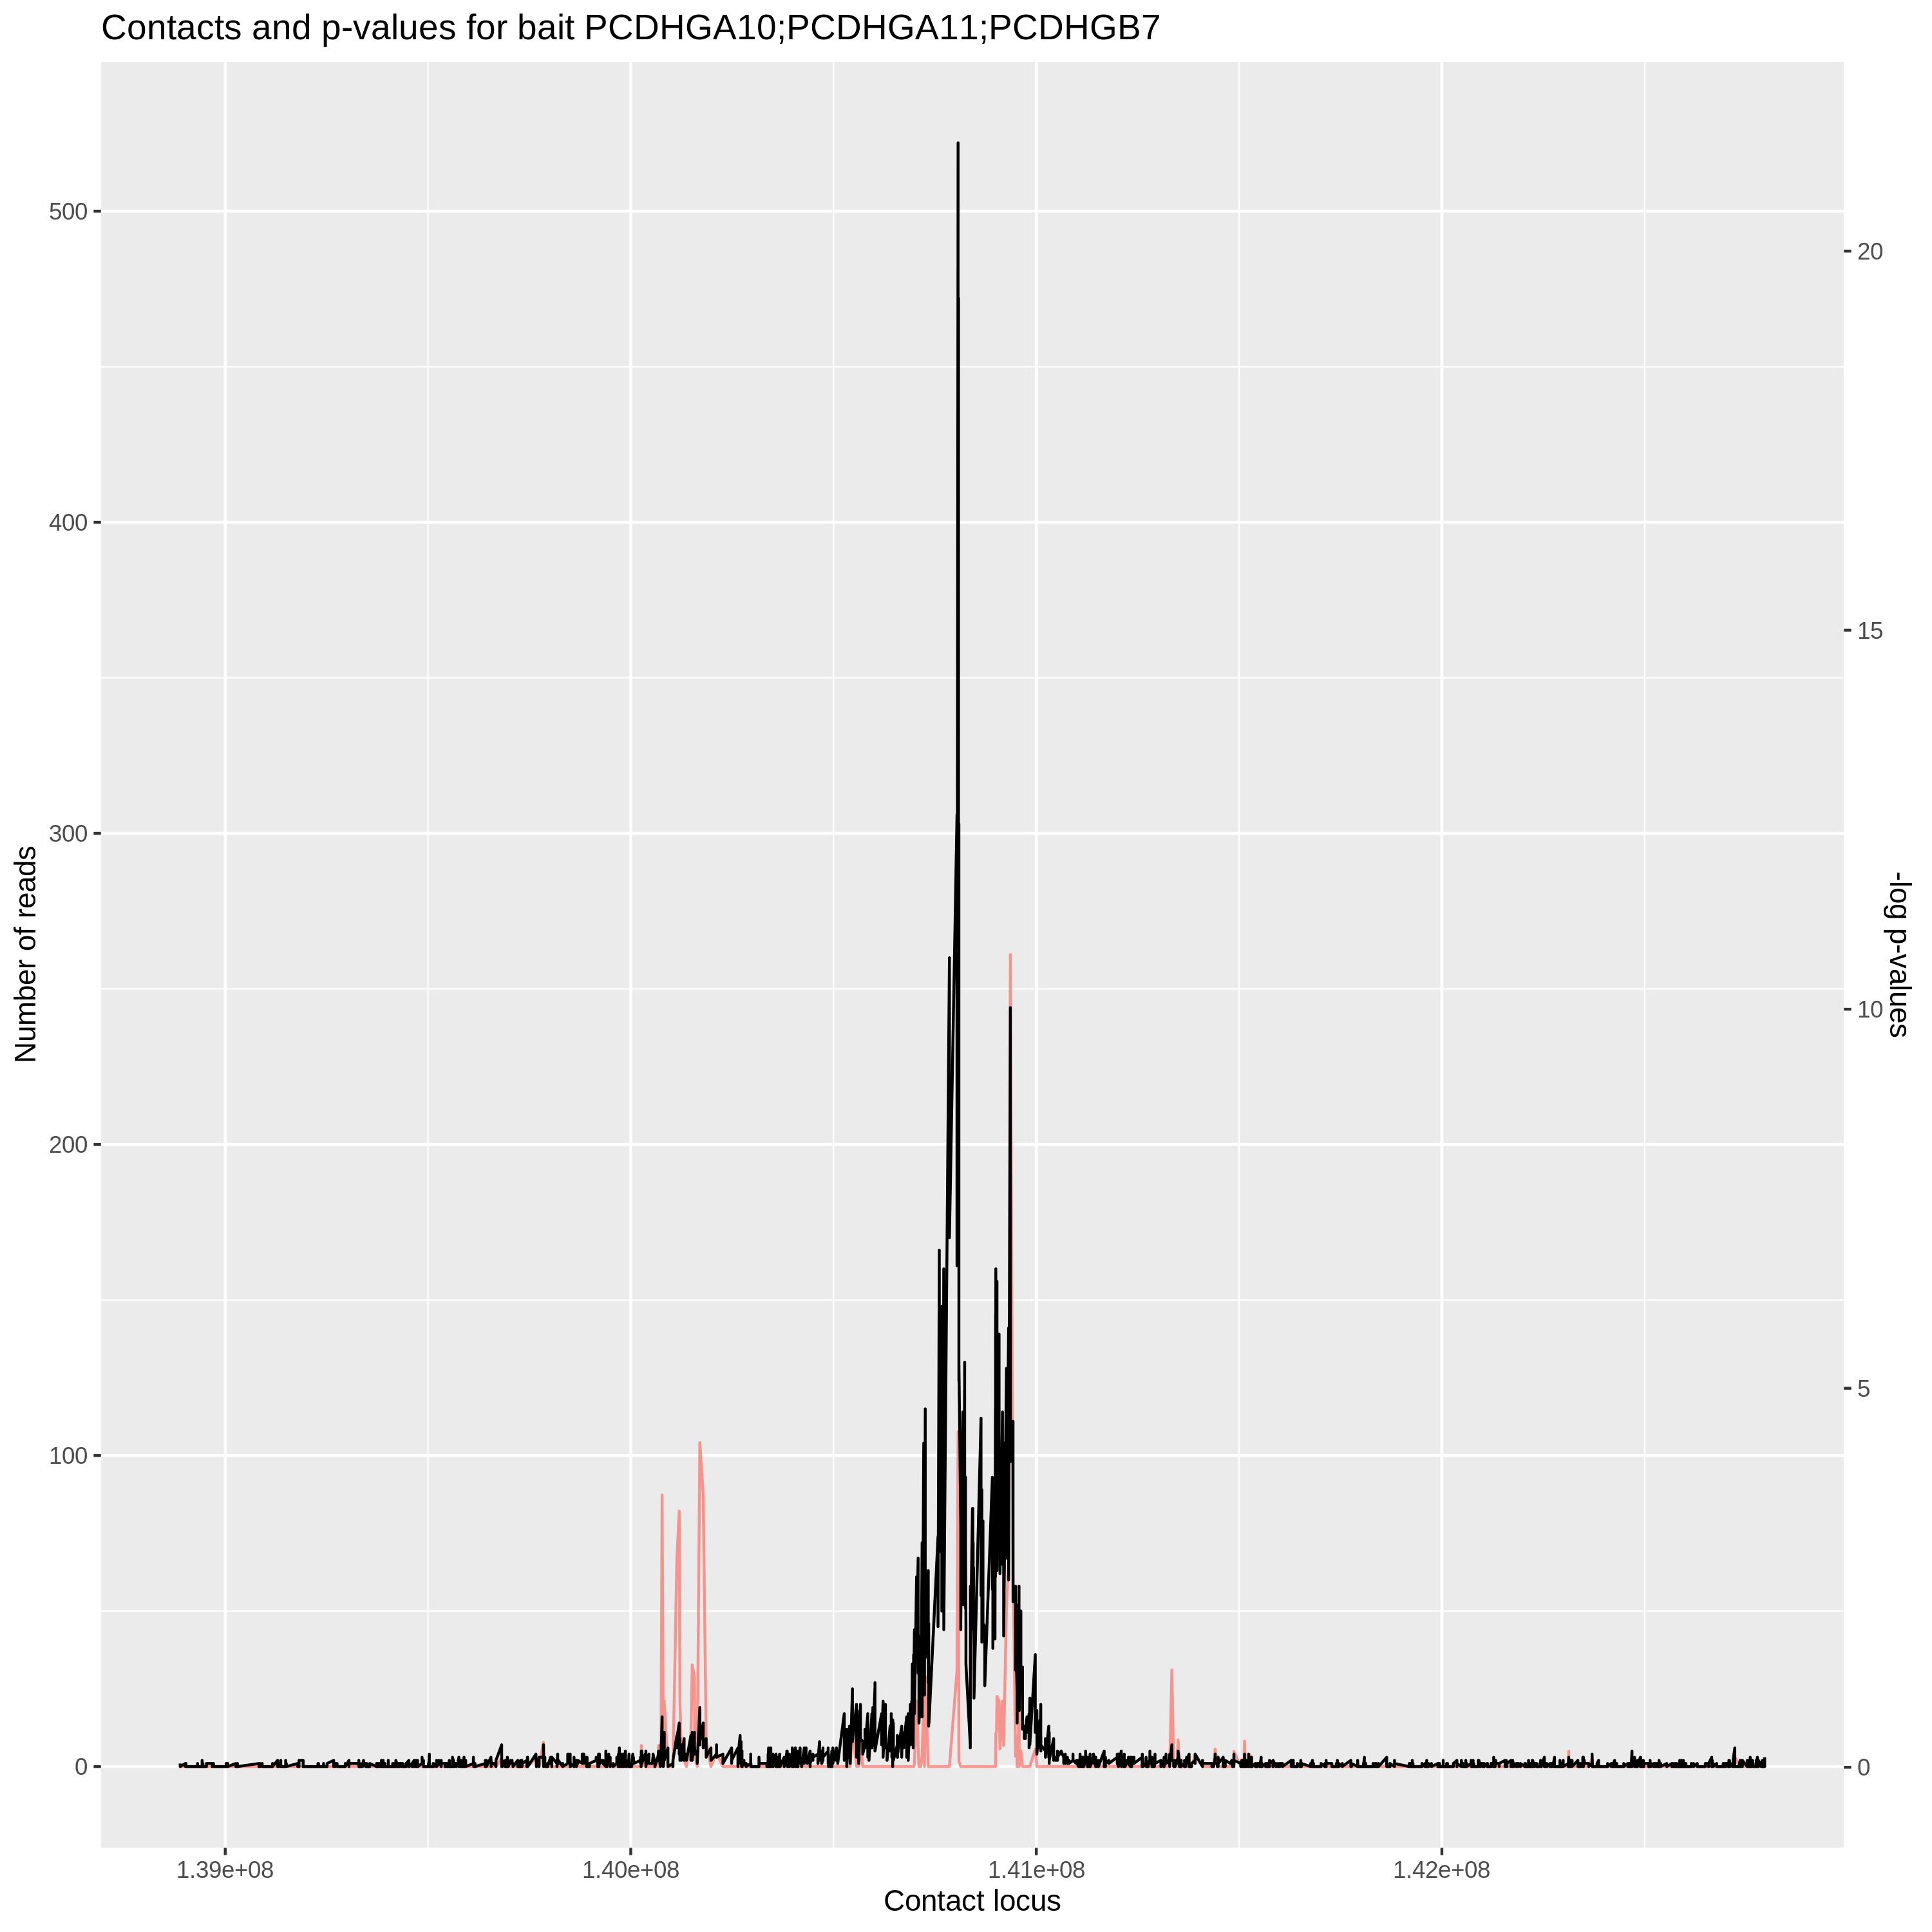 Contacts and p-values for bait PCDHGA10;PCDHGA11;PCDHGB7
500
400
300
200
100
0
Number of reads
20
15
10
5
0
-log p-values
1.39e+08 1.40e+08 1.41e+08 1.42e+08
Contact locus